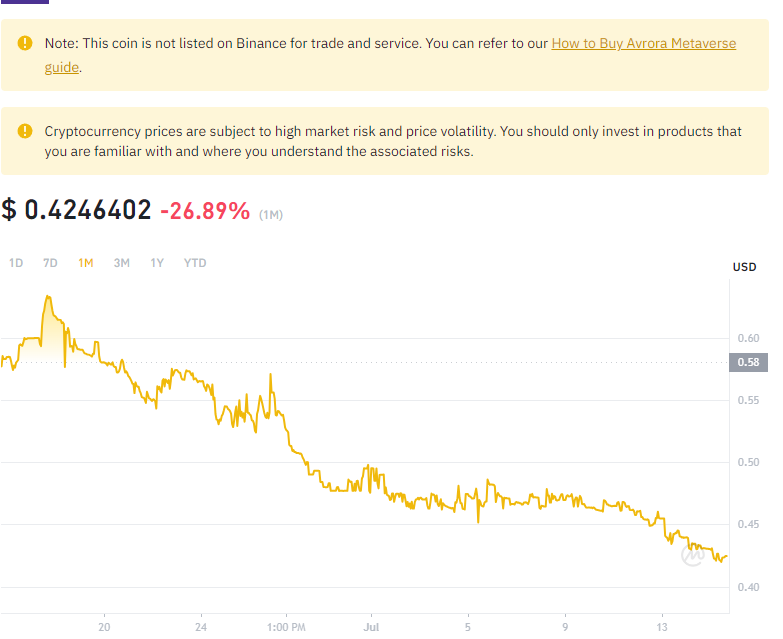 Note: This coin is not listed on Binance for trade and service. You can refer to our How to Buy Avrora Metaverse
guide.
Cryptocurrency prices are subject to high market risk and price volatility. You should only invest in products that
you are familiar with and where you understand the associated risks.
$ 0.4246402 -26.89% (1M)
1D 7D 1M 3M 1Y YTD
USD
0.60
0.58
0.55
0.50
0.45
0.40
20 24 1:00 PM Jul 5 9 13